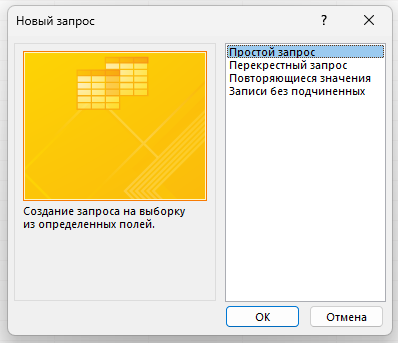 Новый запрос
?
Создание запроса на выборку
из определенных полей.
Простой запрос
Перекрестный запрос
Повторяющиеся значения
Записи без подчиненных
ОК
Отмена